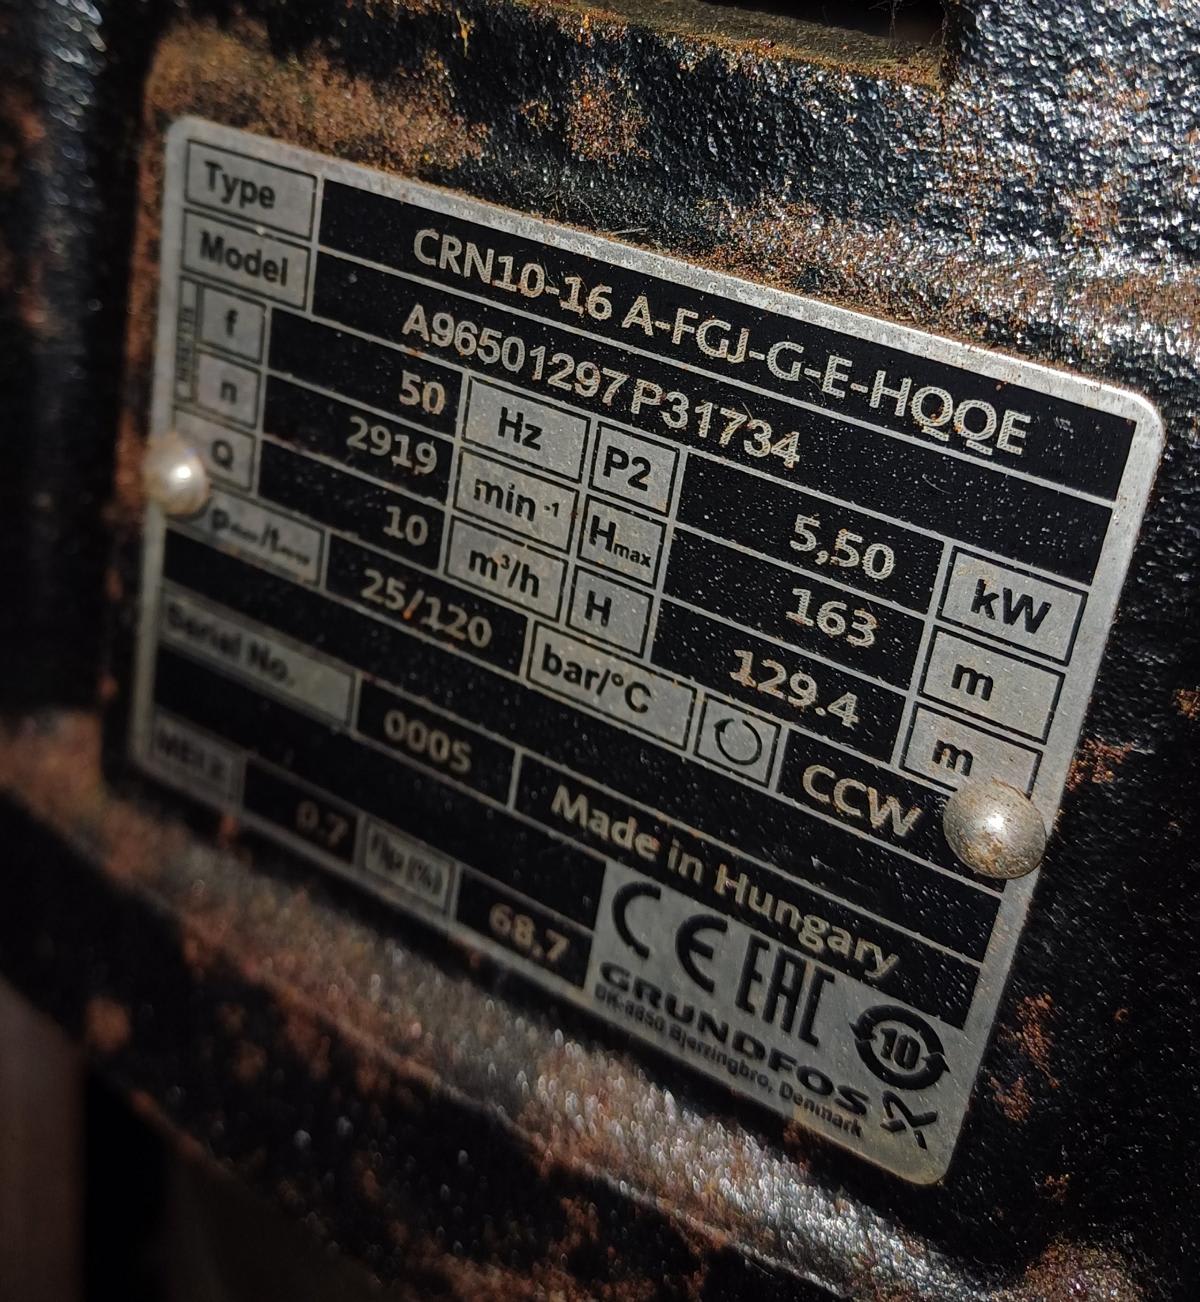 Type CRN10-16 A-FGJ-G-E-HQQE
Model A96501297P31734
f 50 Hz P2 5,50 kW
n 2919 min⁻¹ Hmax 163 m
Q 10 m³/h H 129.4 m
25/120 bar/°C CCW
Serial No. 0005 Made in Hungary
0.7 68.7
CE EAC 10
GRUNDFOS
DK-8850 Bjerringbro, Denmark